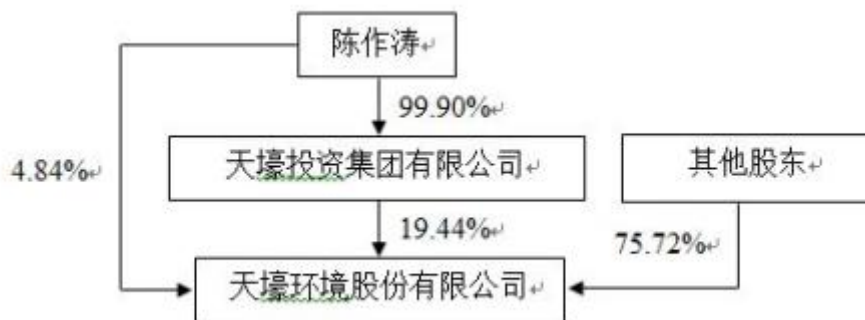 陈作涛
99.90%
4.84%
天壕投资集团有限公司
其他股东
19.44%
75.72%
天壕环境股份有限公司